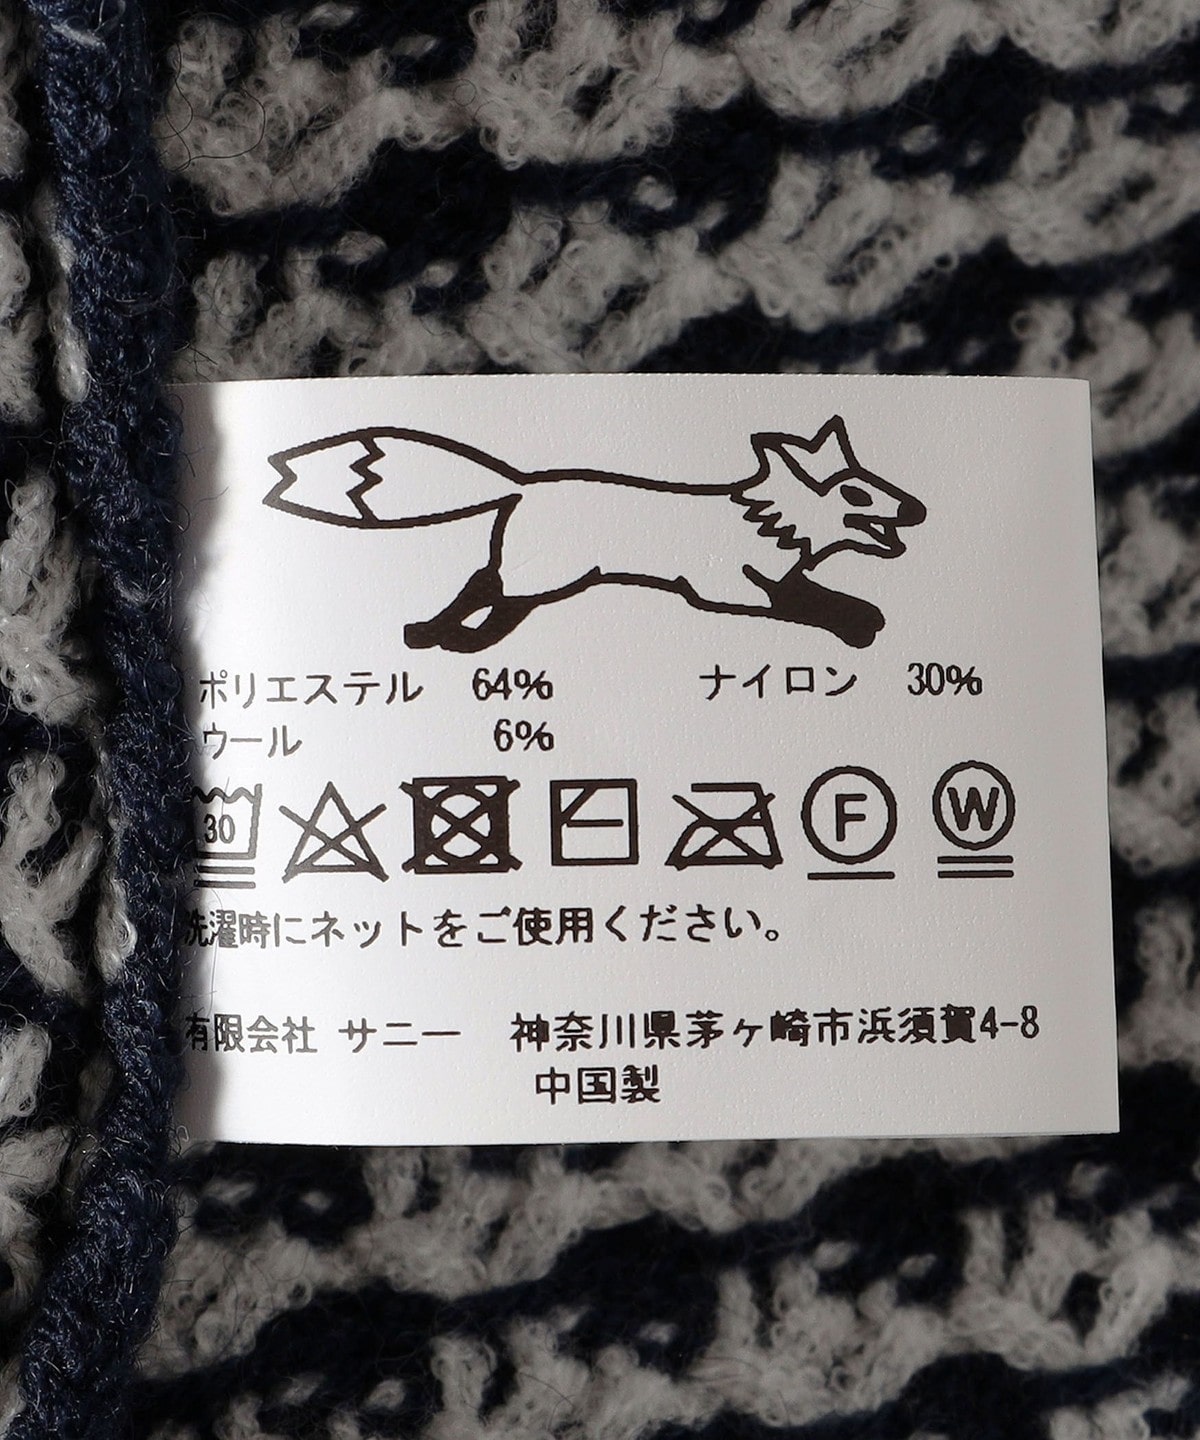 ポリエステル 64% ナイロン 30%
ウール 6%
30 F W
洗濯時にネットをご使用ください。
有限会社 サニー 神奈川県茅ヶ崎市浜須賀4-8
中国製